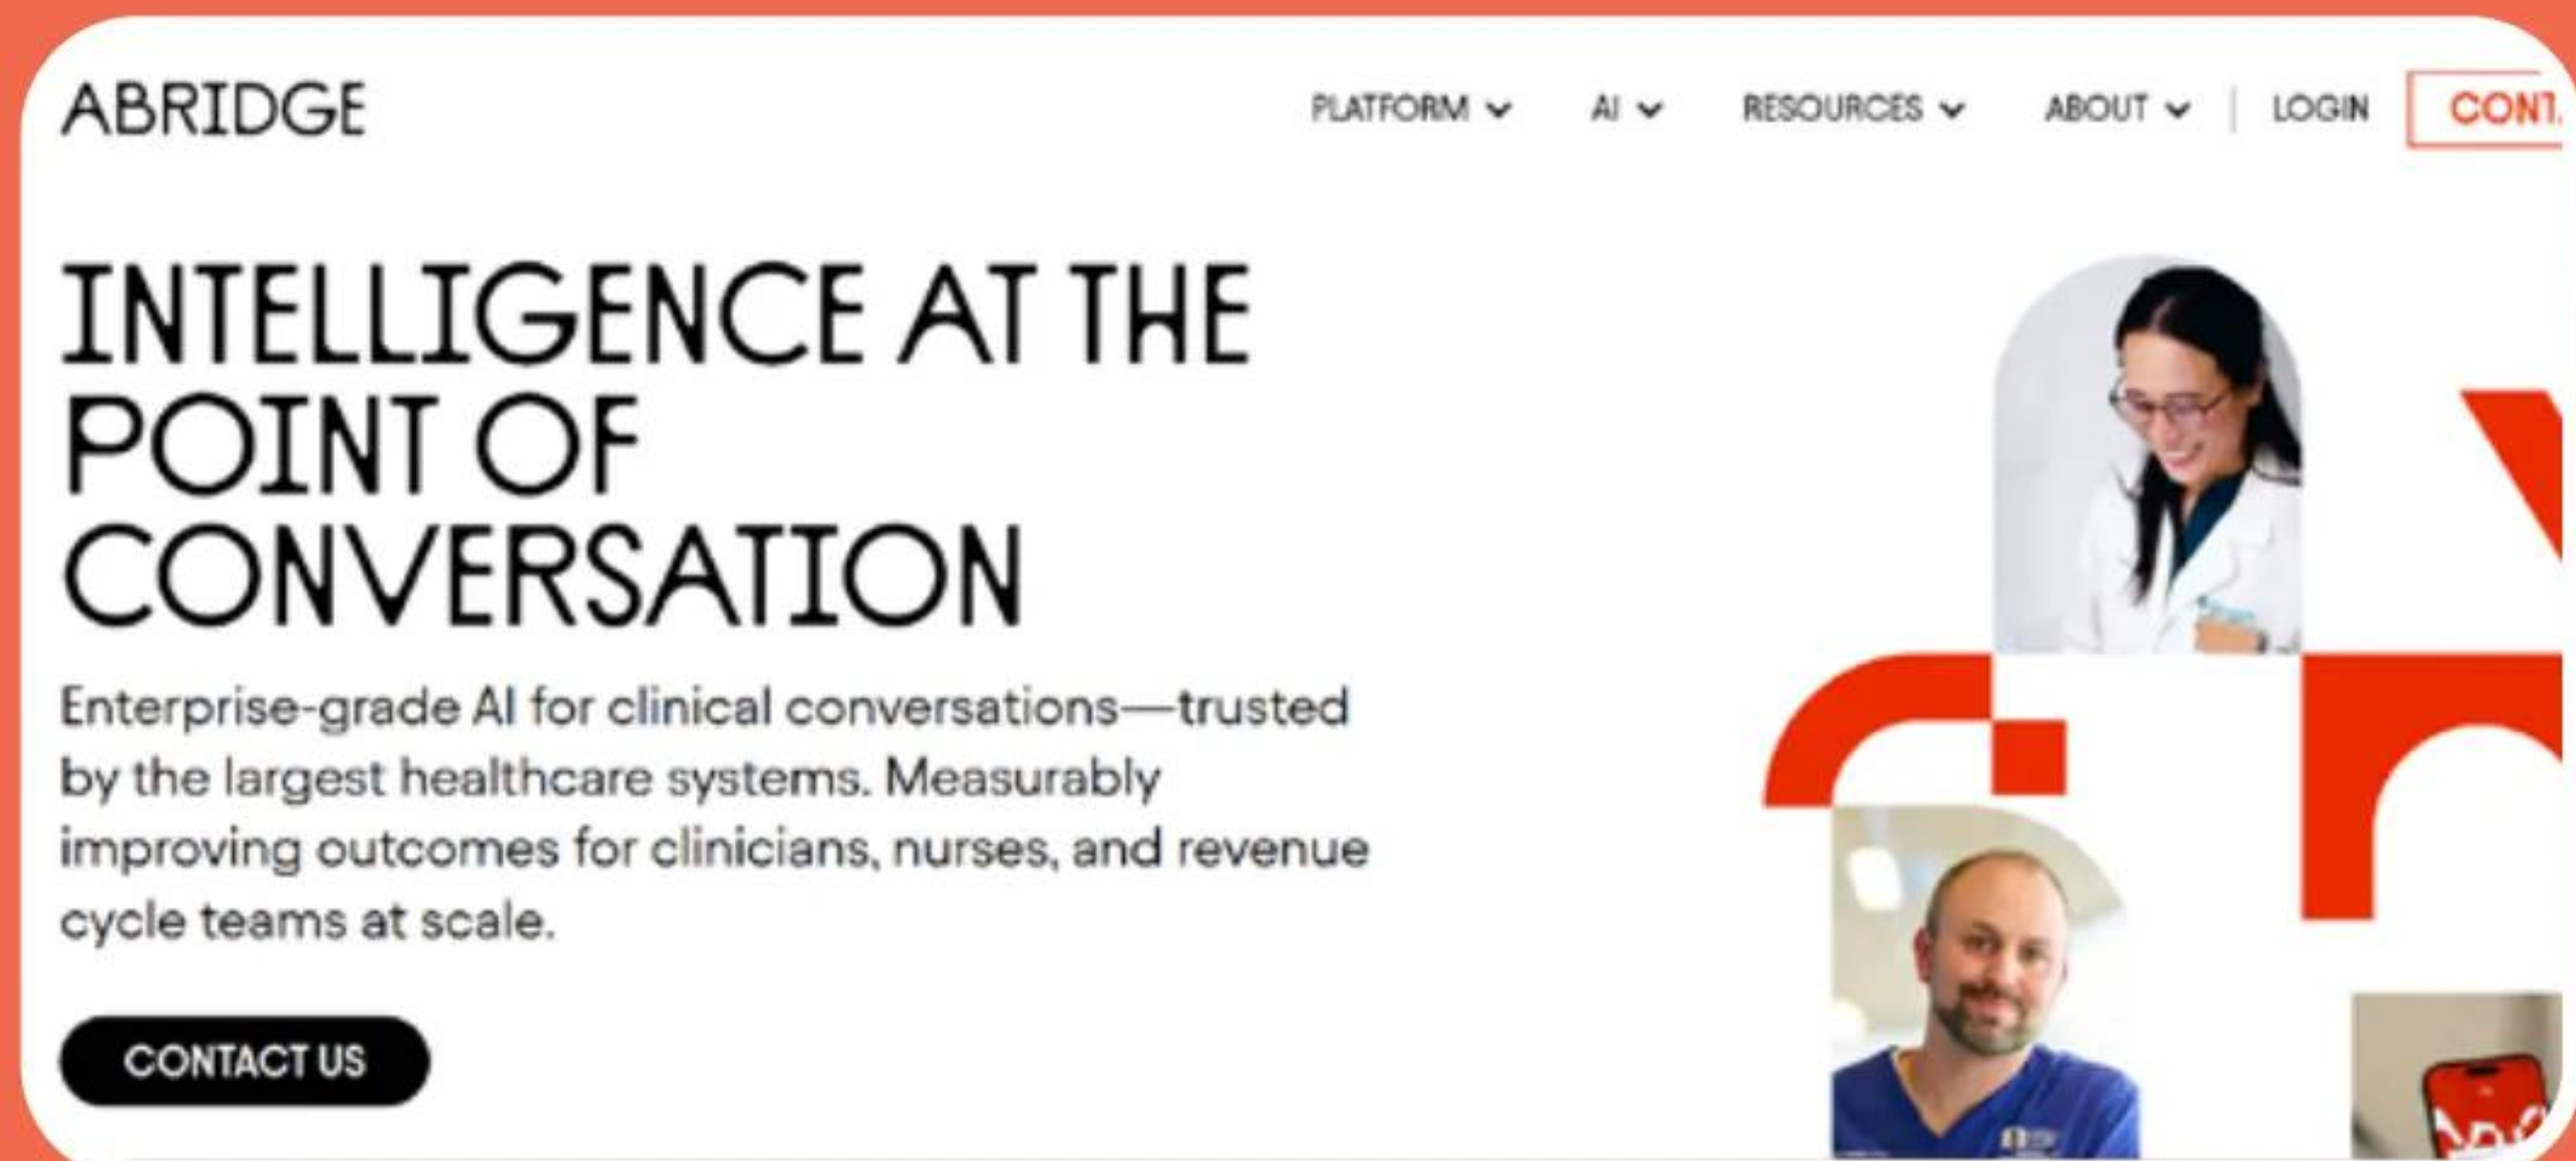 ABRIDGE
PLATFORM AI RESOURCES ABOUT LOGIN CONT
INTELLIGENCE AT THE
POINT OF
CONVERSATION
Enterprise-grade AI for clinical conversations—trusted
by the largest healthcare systems. Measurably
improving outcomes for clinicians, nurses, and revenue
cycle teams at scale.
CONTACT US